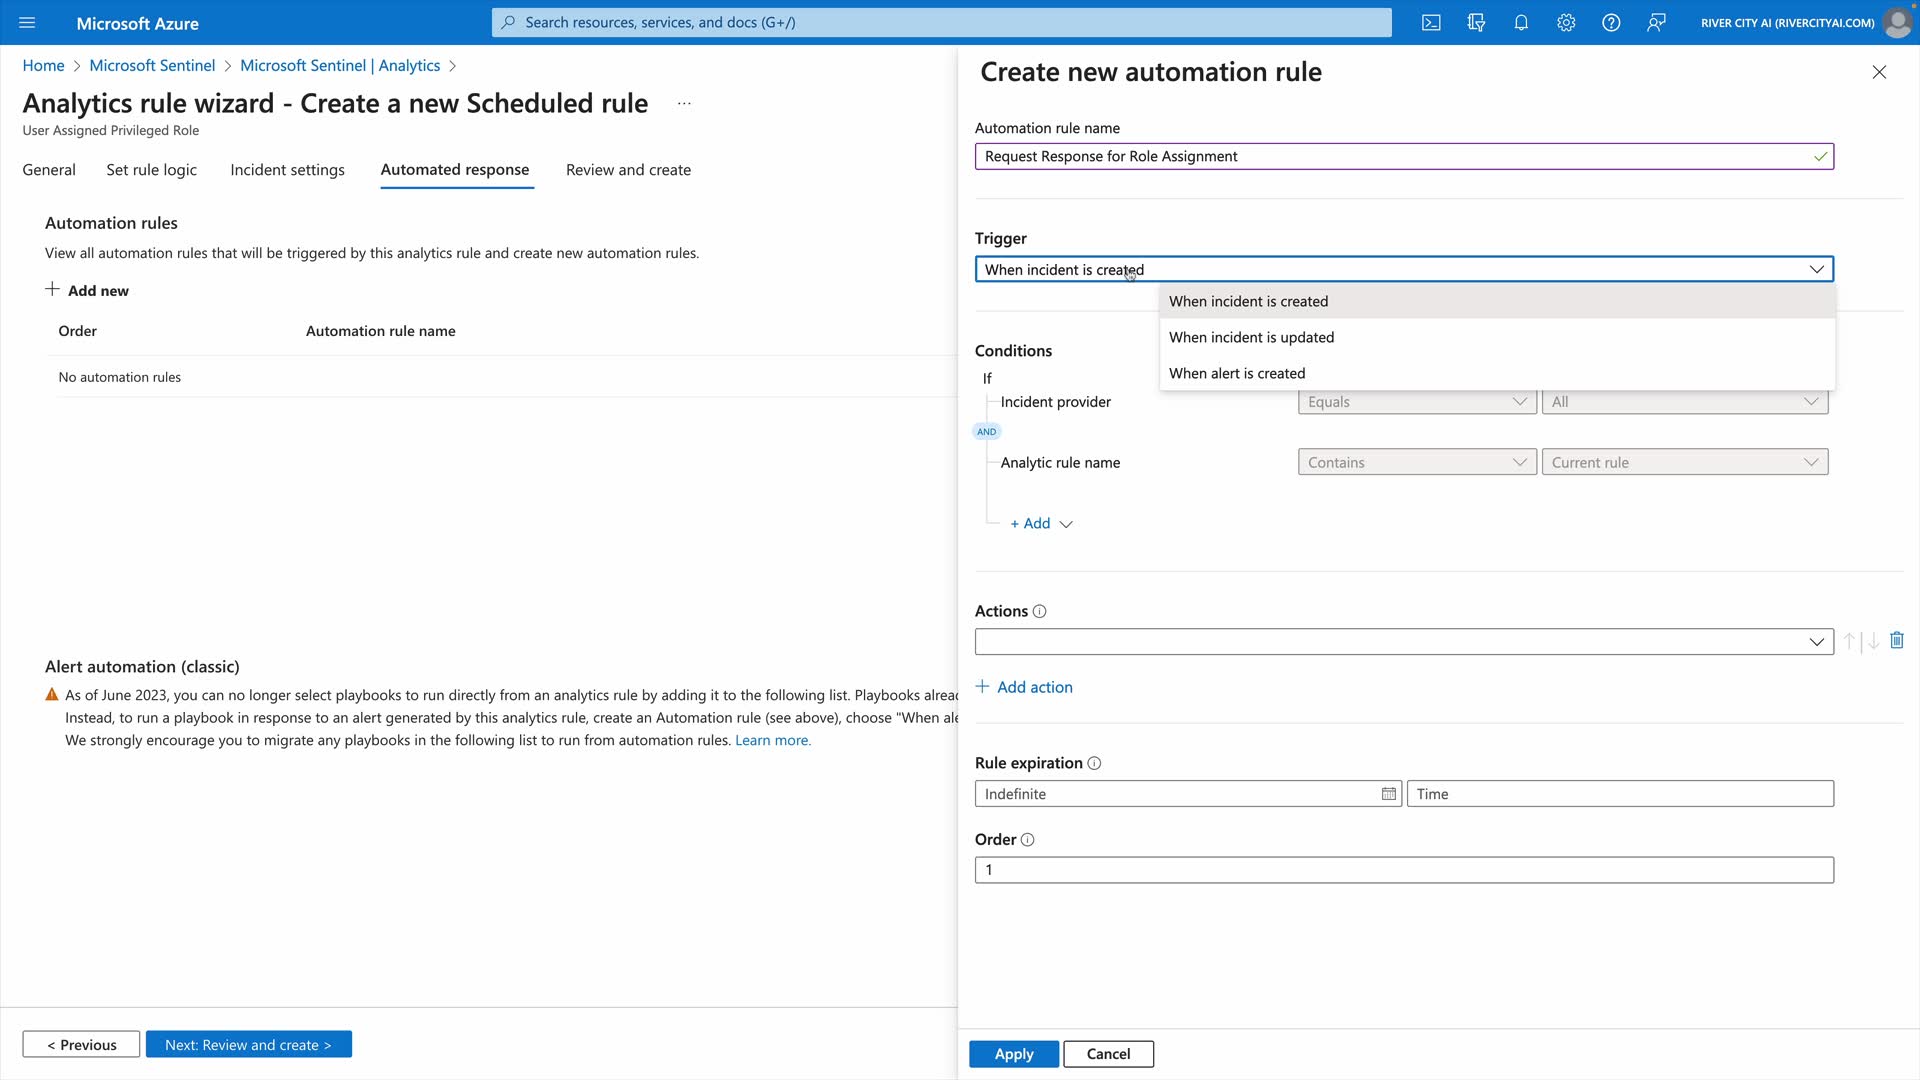 Microsoft Azure
Search resources, services, and docs (G+/)
RIVER CITY AI (RIVERCITYAI.COM)
Home > Microsoft Sentinel > Microsoft Sentinel | Analytics >
Analytics rule wizard - Create a new Scheduled rule ...
User Assigned Privileged Role
General Set rule logic Incident settings Automated response Review and create
Automation rules
View all automation rules that will be triggered by this analytics rule and create new automation rules.
+ Add new
Order Automation rule name
No automation rules
Alert automation (classic)
As of June 2023, you can no longer select playbooks to run directly from an analytics rule by adding it to the following list. Playbooks alread
Instead, to run a playbook in response to an alert generated by this analytics rule, create an Automation rule (see above), choose "When ale
We strongly encourage you to migrate any playbooks in the following list to run from automation rules. Learn more.
< Previous
Next: Review and create >
Create new automation rule
Automation rule name
Request Response for Role Assignment
Trigger
When incident is created
When incident is created
When incident is updated
When alert is created
Conditions
If
Incident provider Equals All
AND
Analytic rule name Contains Current rule
+ Add
Actions
+ Add action
Rule expiration
Indefinite Time
Order
1
Apply Cancel